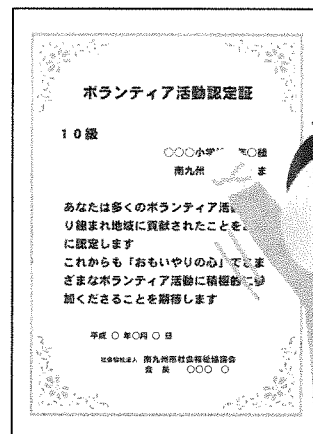 ボランティア活動認定証
10級
○○○小学 年○組
南九州 ま
あなたは多くのボランティア活
り組まれ地域に貢献されたことを
に認定します
これからも「おもいやりの心」でさま
ざまなボランティア活動に積極的に参
加くださることを期待します
平成 ○ 年○月 ○ 日
社会福祉法人 南九州市社会福祉協議会
会長 ○○○ ○